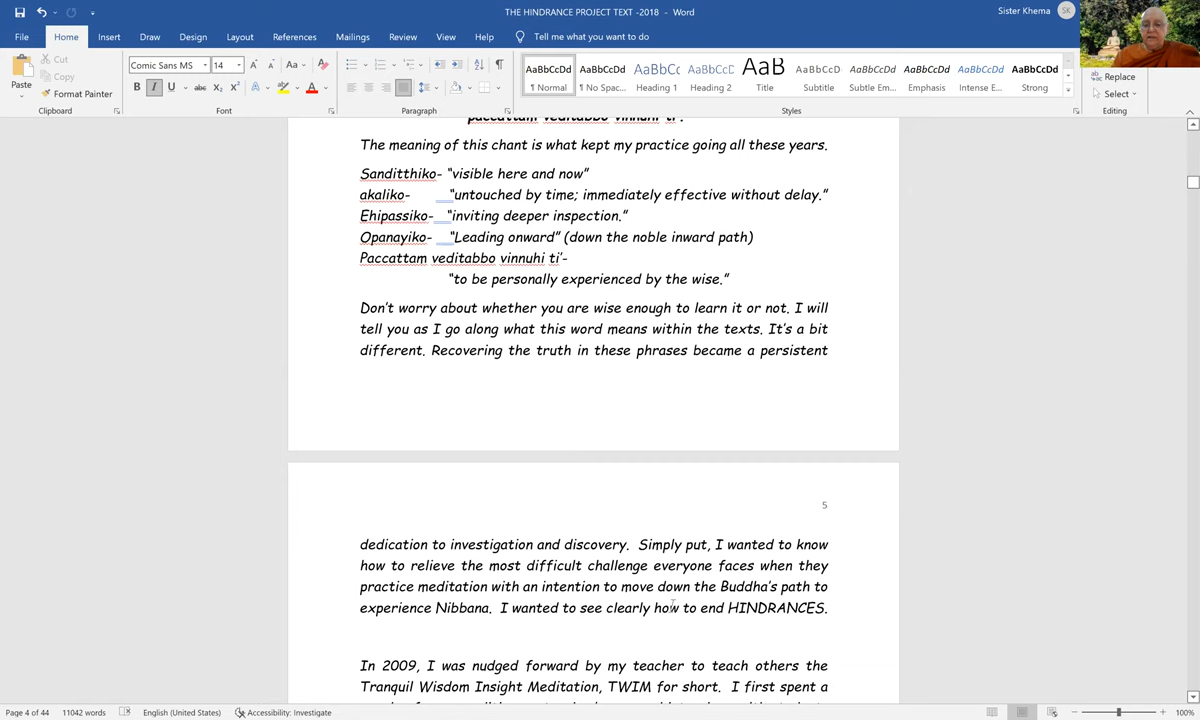 THE HINDRANCE PROJECT TEXT -2018 - Word
Sister Khema SK
File Home Insert Draw Design Layout References Mailings Review View Help Tell me what you want to do
Paste
Cut
Copy
Format Painter
Clipboard
Comic Sans MS 14
Font
Paragraph
AaBbCcDd AaBbCcDd AaBbCc AaBbCcD AaB AaBbCcD AaBbCcDd AaBbCcDd AaBbCcDd AaBbCcDd
¶ Normal ¶ No Spac... Heading 1 Heading 2 Title Subtitle Subtle Em... Emphasis Intense E... Strong
Styles
Replace
Select
Editing
paccattam veditabbo vinnuhi ti'.
The meaning of this chant is what kept my practice going all these years.
Sanditthiko- "visible here and now"
akaliko- "untouched by time; immediately effective without delay."
Ehipassiko- "inviting deeper inspection."
Opanayiko- "Leading onward" (down the noble inward path)
Paccattam veditabbo vinnuhi ti'-
"to be personally experienced by the wise."
Don't worry about whether you are wise enough to learn it or not. I will
tell you as I go along what this word means within the texts. It's a bit
different. Recovering the truth in these phrases became a persistent
5
dedication to investigation and discovery. Simply put, I wanted to know
how to relieve the most difficult challenge everyone faces when they
practice meditation with an intention to move down the Buddha's path to
experience Nibbana. I wanted to see clearly how to end HINDRANCES.
In 2009, I was nudged forward by my teacher to teach others the
Tranquil Wisdom Insight Meditation, TWIM for short. I first spent a
Page 4 of 44 11042 words English (United States) Accessibility: Investigate 100%